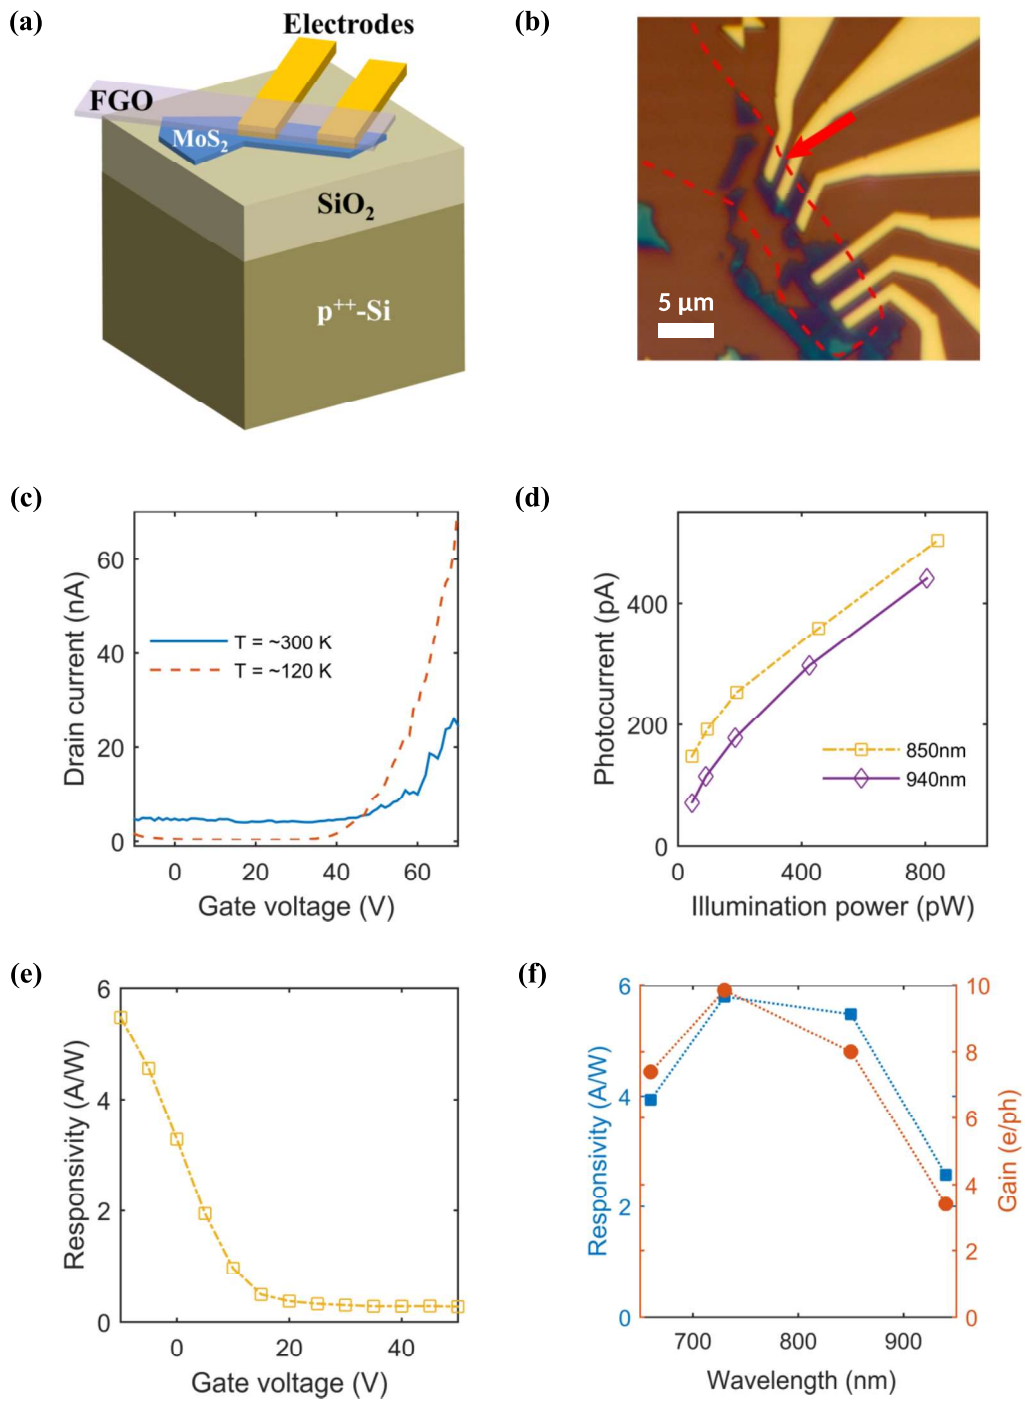 (a)
Electrodes
FGO
MoS2
SiO2
p++-Si
(b)
5 μm
(c)
Drain current (nA)
60
40
20
0
T = ~300 K
T = ~120 K
0
20
40
60
Gate voltage (V)
(d)
Photocurrent (pA)
400
200
0
850nm
940nm
0
400
800
Illumination power (pW)
(e)
Responsivity (A/W)
6
4
2
0
0
20
40
Gate voltage (V)
(f)
Responsivity (A/W)
6
4
2
0
10
8
6
4
2
0
Gain (e/ph)
700
800
900
Wavelength (nm)